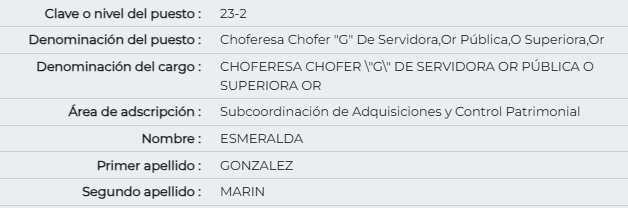 Clave o nivel del puesto : 23-2
Denominación del puesto : Choferesa Chofer "G" De Servidora,Or Pública,O Superiora,Or
Denominación del cargo : CHOFERESA CHOFER \"G\" DE SERVIDORA OR PÚBLICA O
SUPERIORA OR
Área de adscripción : Subcoordinación de Adquisiciones y Control Patrimonial
Nombre : ESMERALDA
Primer apellido : GONZALEZ
Segundo apellido : MARIN